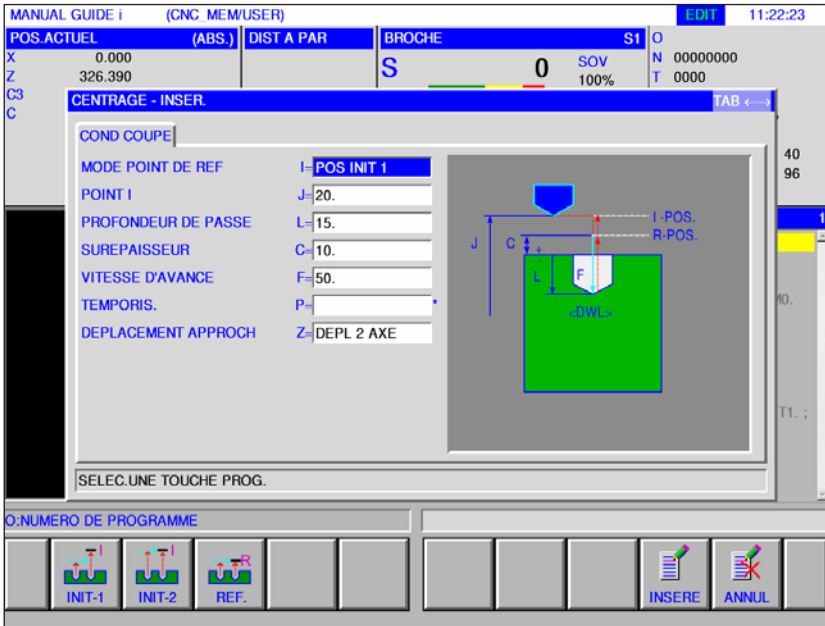 MANUAL GUIDE i (CNC_MEM/USER) EDIT 11:22:23
POS.ACTUEL (ABS.) DIST A PAR BROCHE S1 O
X 0.000 S 0 SOV N 00000000
Z 326.390 100% T 0000
C3
C
CENTRAGE - INSER. TAB ←→
COND COUPE
MODE POINT DE REF I= POS INIT 1
POINT I J= 20.
PROFONDEUR DE PASSE L= 15.
SUREPAISSEUR C= 10.
VITESSE D'AVANCE F= 50.
TEMPORIS. P= *
DEPLACEMENT APPROCH Z= DEPL 2 AXE
I -POS.
R-POS.
J C + -
L F
<DWL>
40
96
1
M0.
T1. ;
SELEC.UNE TOUCHE PROG.
O:NUMERO DE PROGRAMME
I I R
INIT-1 INIT-2 REF. INSERE ANNUL